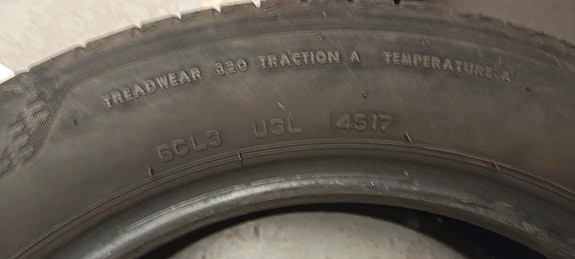 TREADWEAR 320 TRACTION A TEMPERATURE A
6CL3 U3L 4517